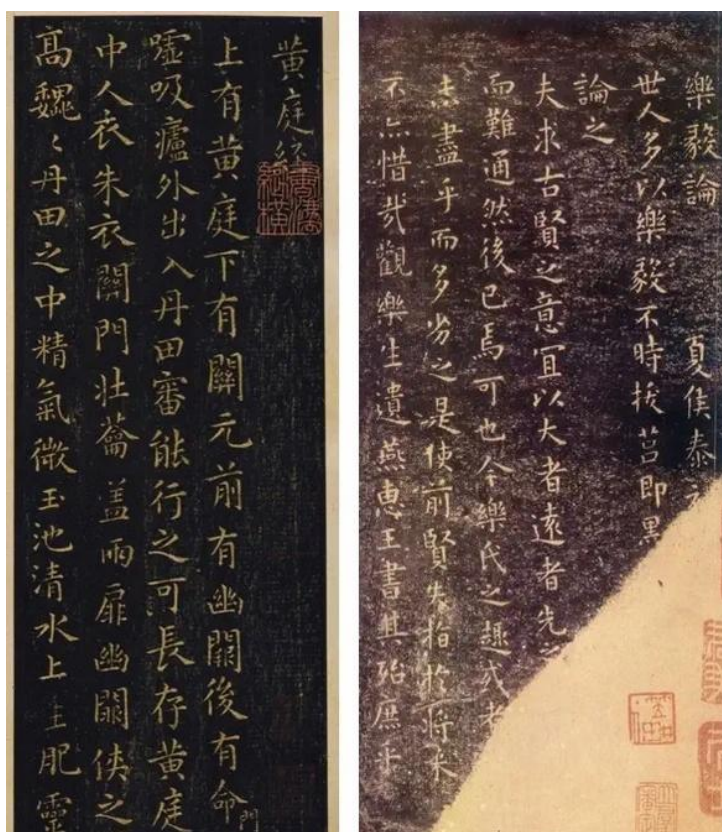 黃庭経
上有黃庭下有關元前有幽闕後有命門
噓吸廬外出入丹田審能行之可長存黃庭
中人衣朱衣關門壯蘥盖兩扉幽闕俠之
高魏〻丹田之中精氣微玉池清水上生肥靈
樂毅論 夏侯泰
世人多以樂毅不時拔莒即墨
論之
夫求古賢之意宜以大者遠者先之
而難通然後已焉可也今樂氏之趣或者
未盡乎而多劣之是使前賢失指於將来
不亦惜哉觀樂生遺燕惠王書其殆庶乎